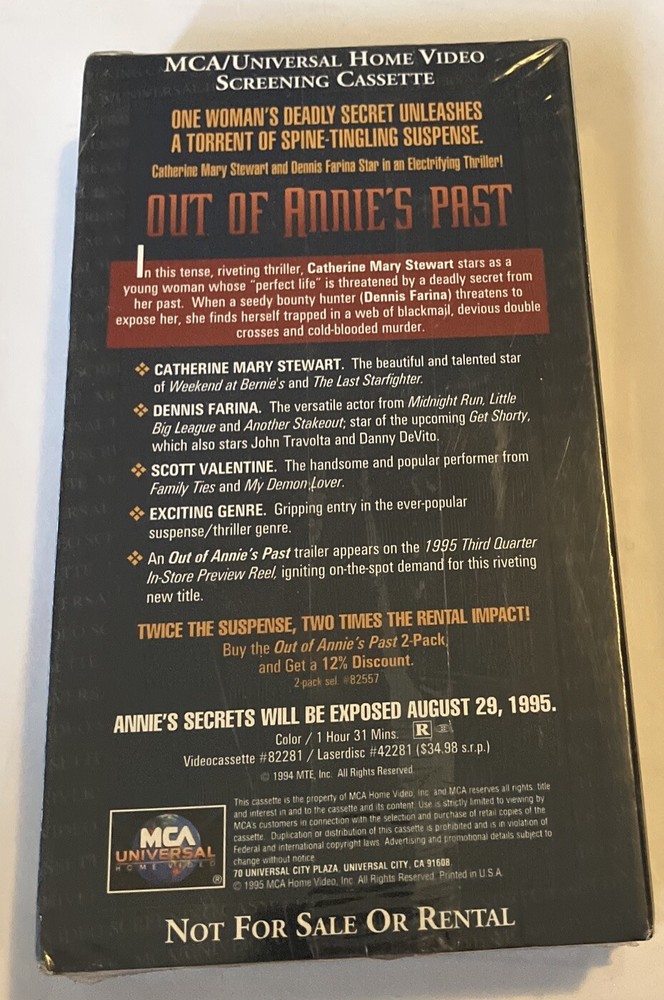 MCA/UNIVERSAL HOME VIDEO
SCREENING CASSETTE
ONE WOMAN'S DEADLY SECRET UNLEASHES
A TORRENT OF SPINE-TINGLING SUSPENSE.
Catherine Mary Stewart and Dennis Farina Star in an Electrifying Thriller!
OUT OF ANNIE'S PAST
In this tense, riveting thriller, Catherine Mary Stewart stars as a
young woman whose "perfect life" is threatened by a deadly secret from
her past. When a seedy bounty hunter (Dennis Farina) threatens to
expose her, she finds herself trapped in a web of blackmail, devious double
crosses and cold-blooded murder.
❖ CATHERINE MARY STEWART. The beautiful and talented star
of Weekend at Bernie's and The Last Starfighter.
❖ DENNIS FARINA. The versatile actor from Midnight Run, Little
Big League and Another Stakeout; star of the upcoming Get Shorty,
which also stars John Travolta and Danny DeVito.
❖ SCOTT VALENTINE. The handsome and popular performer from
Family Ties and My Demon Lover.
❖ EXCITING GENRE. Gripping entry in the ever-popular
suspense/thriller genre.
❖ An Out of Annie's Past trailer appears on the 1995 Third Quarter
In-Store Preview Reel, igniting on-the-spot demand for this riveting
new title.
TWICE THE SUSPENSE, TWO TIMES THE RENTAL IMPACT!
Buy the Out of Annie's Past 2-Pack,
and Get a 12% Discount.
2-pack sel. #82557
ANNIE'S SECRETS WILL BE EXPOSED AUGUST 29, 1995.
Color / 1 Hour 31 Mins. R
Videocassette #82281 / Laserdisc #42281 ($34.98 s.r.p.)
© 1994 MTE, Inc. All Rights Reserved.
This cassette is the property of MCA Home Video, Inc. and MCA reserves all rights, title
and interest in and to the cassette and its content. Use is strictly limited to viewing by
MCA's customers in connection with the selection and purchase of retail copies of the
cassette. Duplication or distribution of this cassette is prohibited and is in violation of
Federal and international copyright laws. Advertising and promotional details subject to
change without notice.
70 UNIVERSAL CITY PLAZA, UNIVERSAL CITY, CA 91608
© 1995 MCA Home Video, Inc. All Rights Reserved. Printed in U.S.A.
MCA
UNIVERSAL
HOME VIDEO
®
NOT FOR SALE OR RENTAL